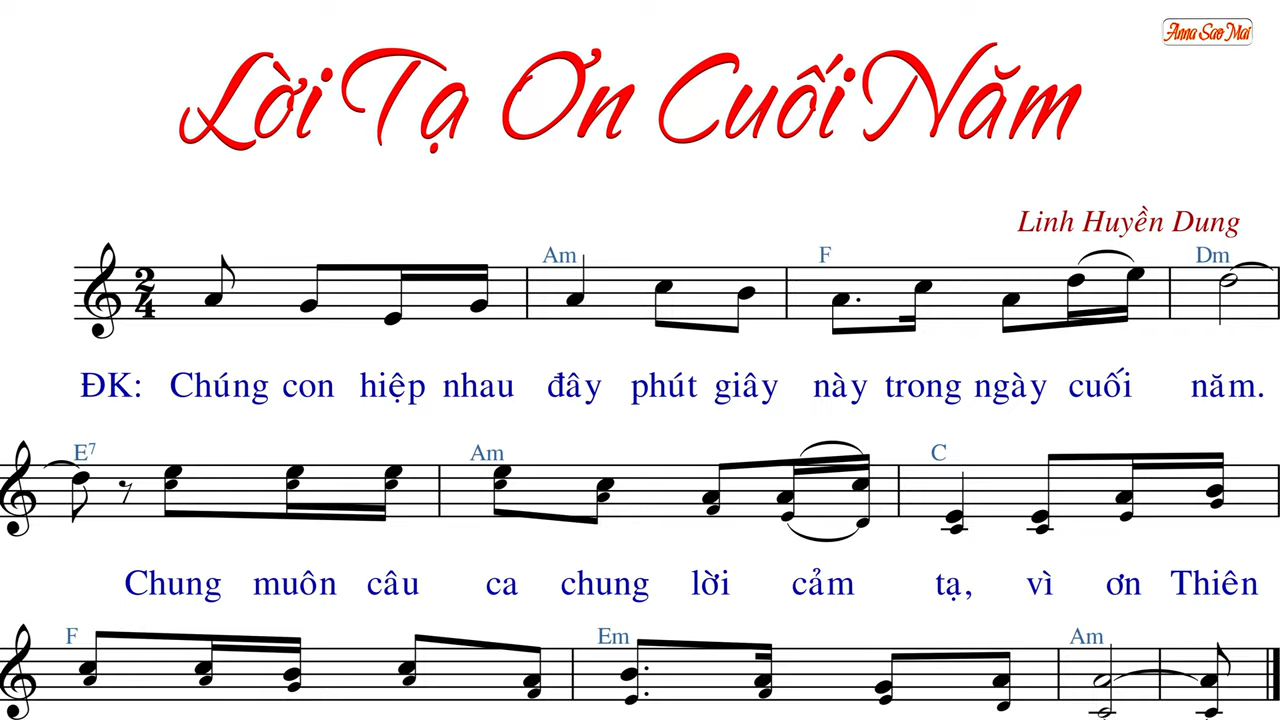 Anna Sao Mai
Lời Tạ Ơn Cuối Năm
Linh Huyền Dung
Am F Dm
2
4
ĐK: Chúng con hiệp nhau đây phút giây này trong ngày cuối năm.
E7 Am C
Chung muôn câu ca chung lời cảm tạ, vì ơn Thiên
F Em Am